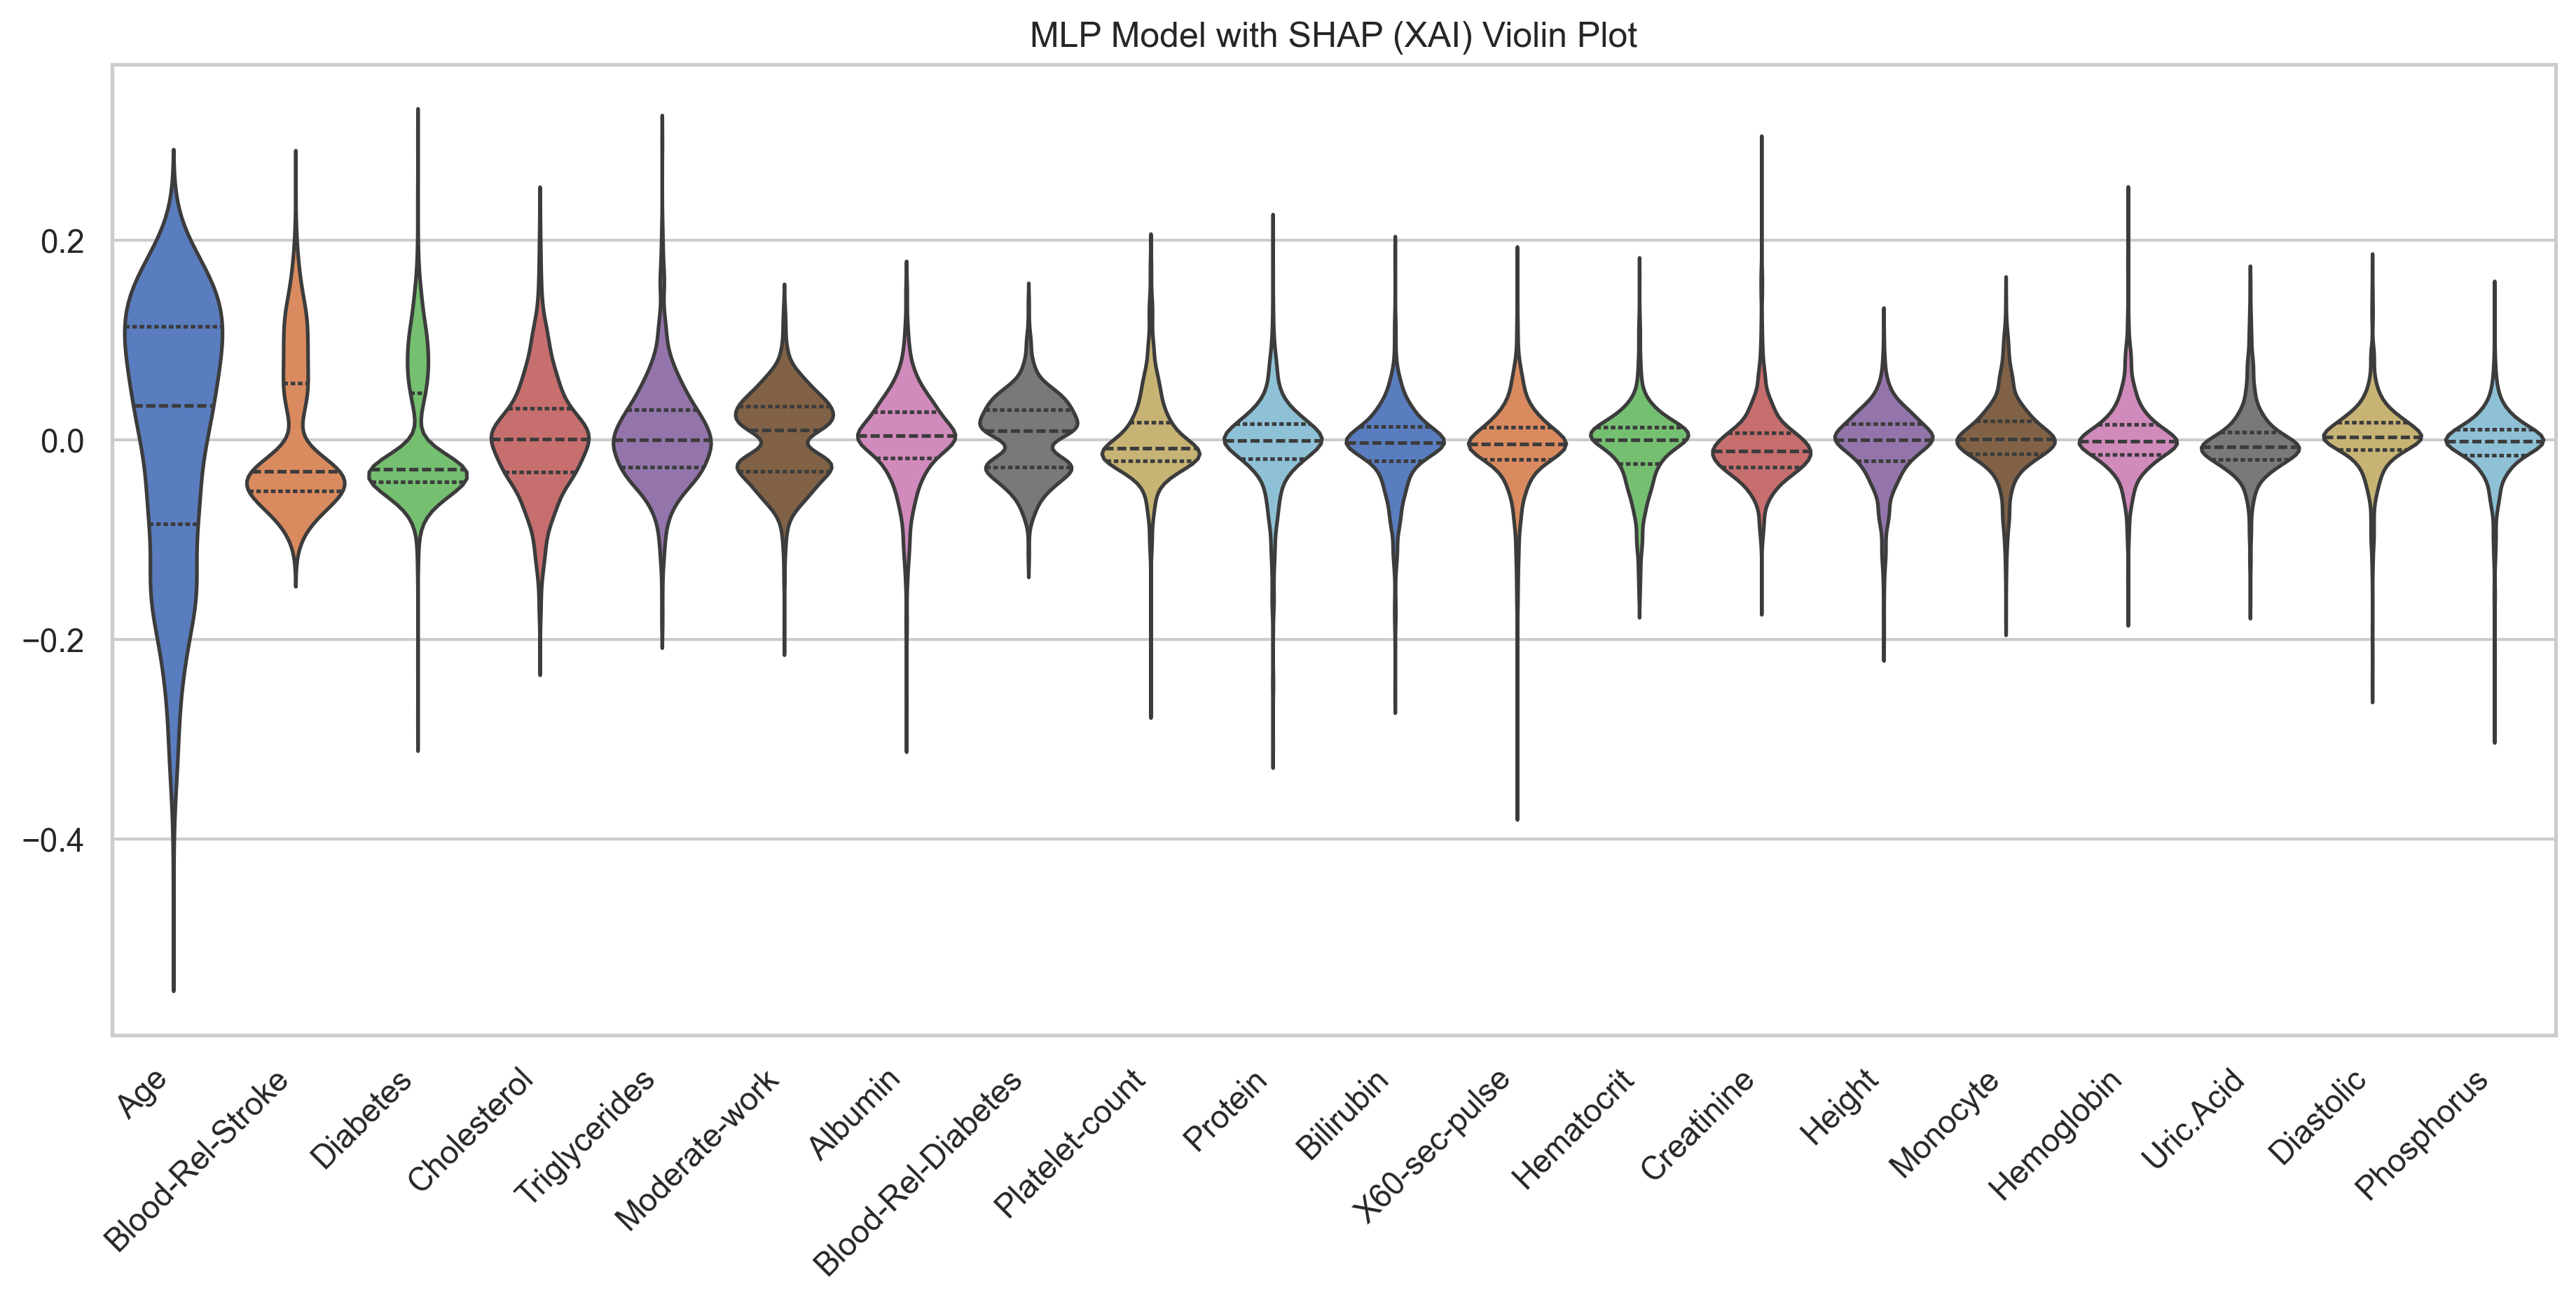 MLP Model with SHAP (XAI) Violin Plot
0.2
0.0
−0.2
−0.4
Age
Blood-Rel-Stroke
Diabetes
Cholesterol
Triglycerides
Moderate-work
Albumin
Blood-Rel-Diabetes
Platelet-count
Protein
Bilirubin
X60-sec-pulse
Hematocrit
Creatinine
Height
Monocyte
Hemoglobin
Uric.Acid
Diastolic
Phosphorus